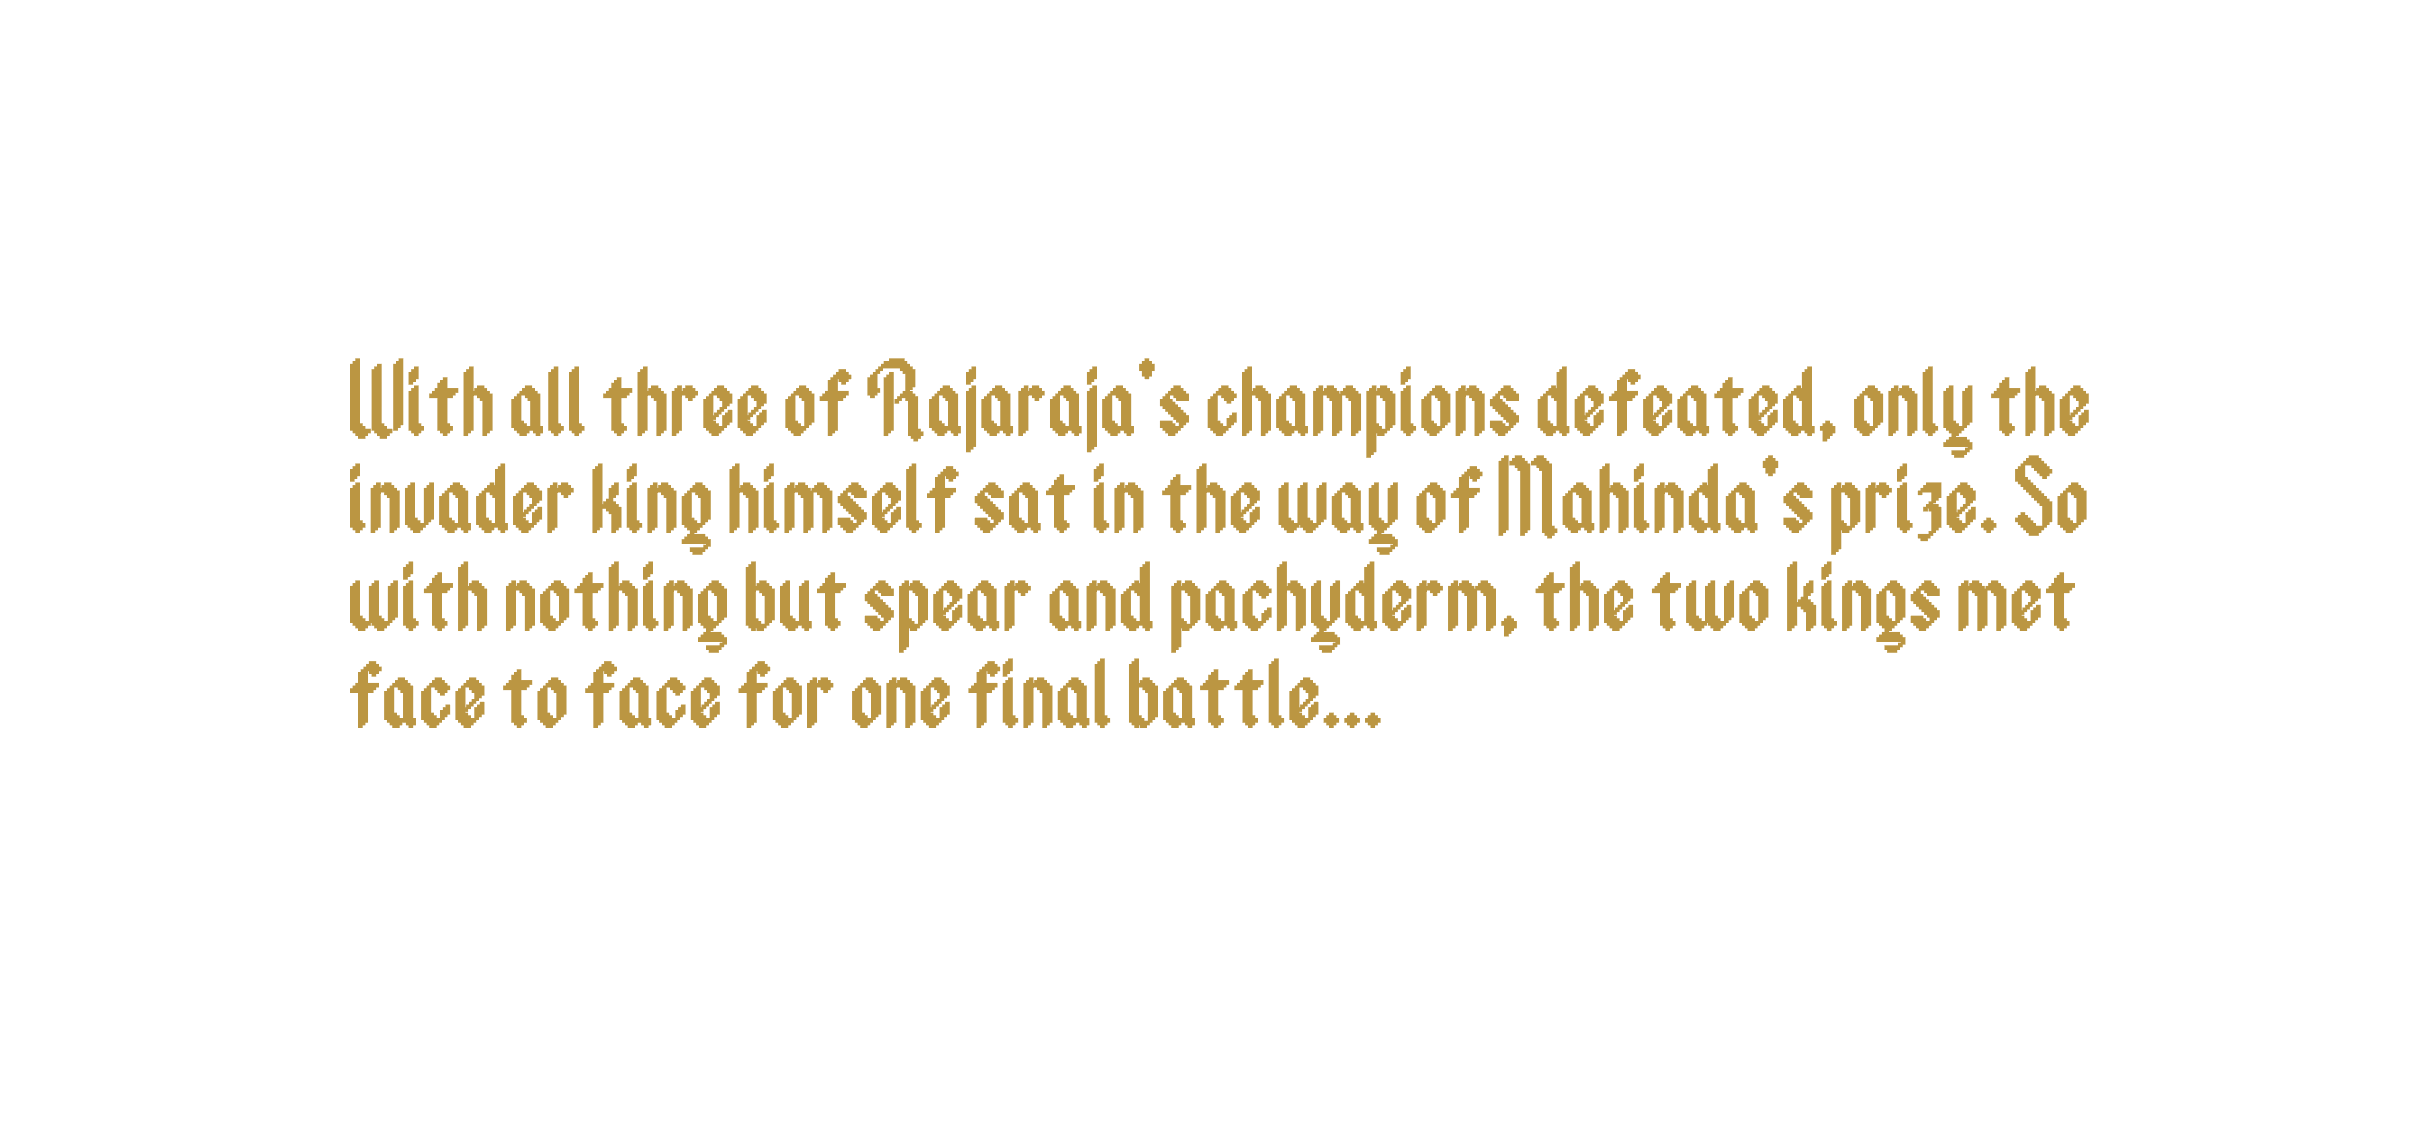 With all three of Rajaraja's champions defeated, only the
invader king himself sat in the way of Mahinda's prize. So
with nothing but spear and pachyderm, the two kings met
face to face for one final battle...